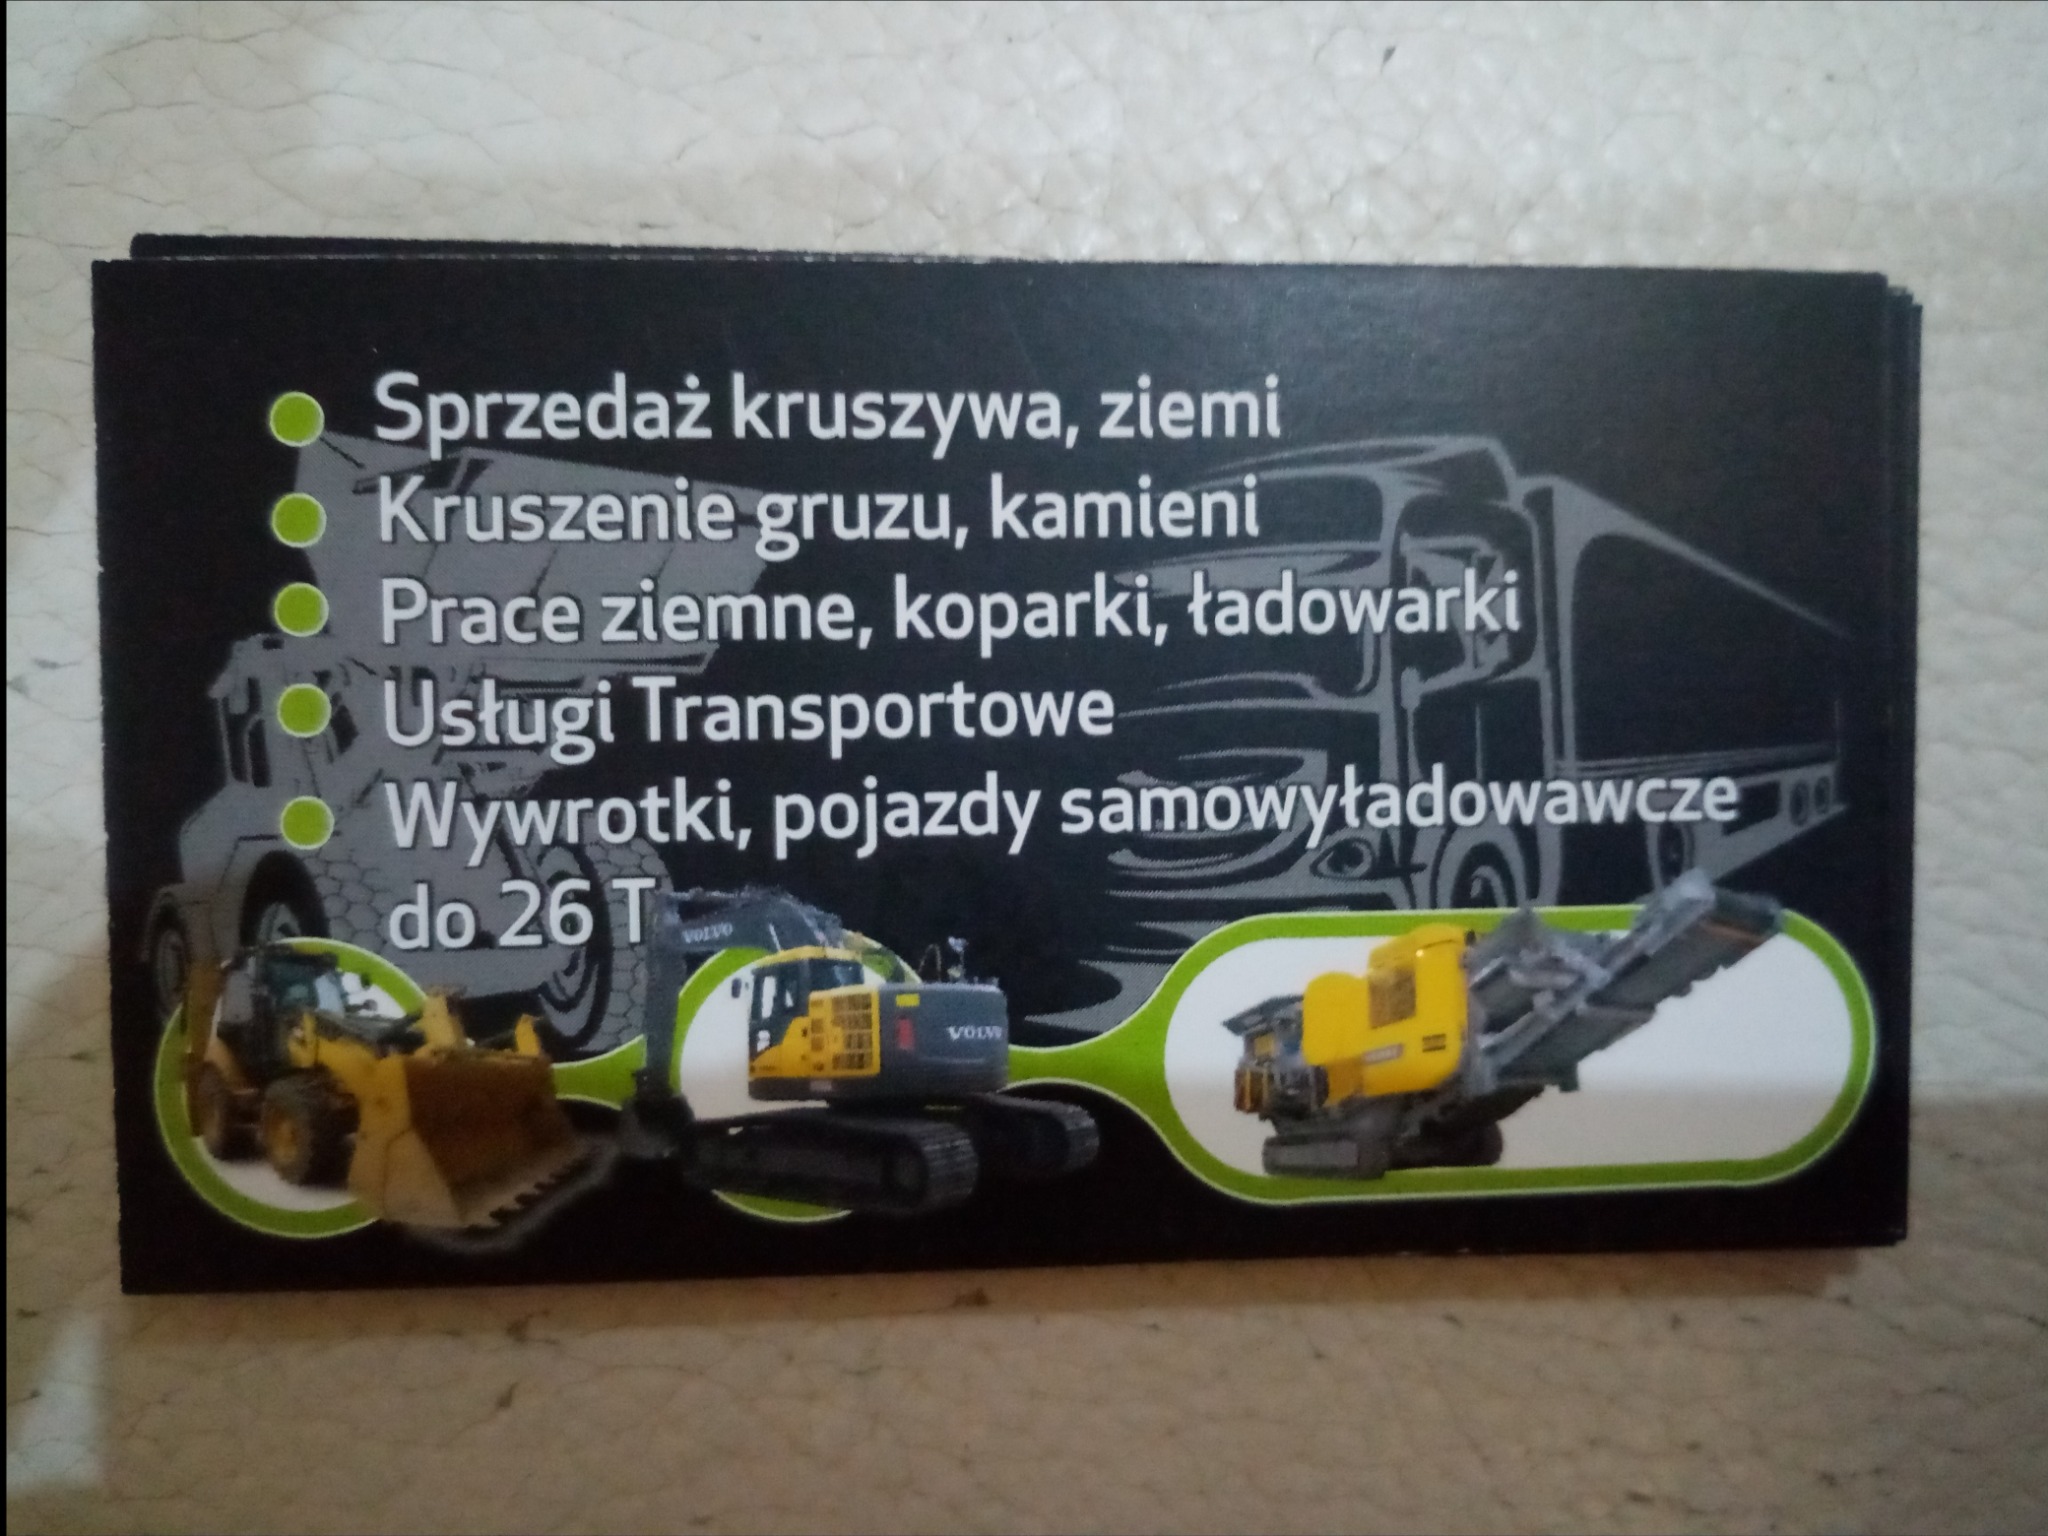 Sprzedaż kruszywa, ziemi
Kruszenie gruzu, kamieni
Prace ziemne, koparki, ładowarki
Usługi Transportowe
Wywrotki, pojazdy samowyładowawcze
do 26 T
VOLVO
VOLVO